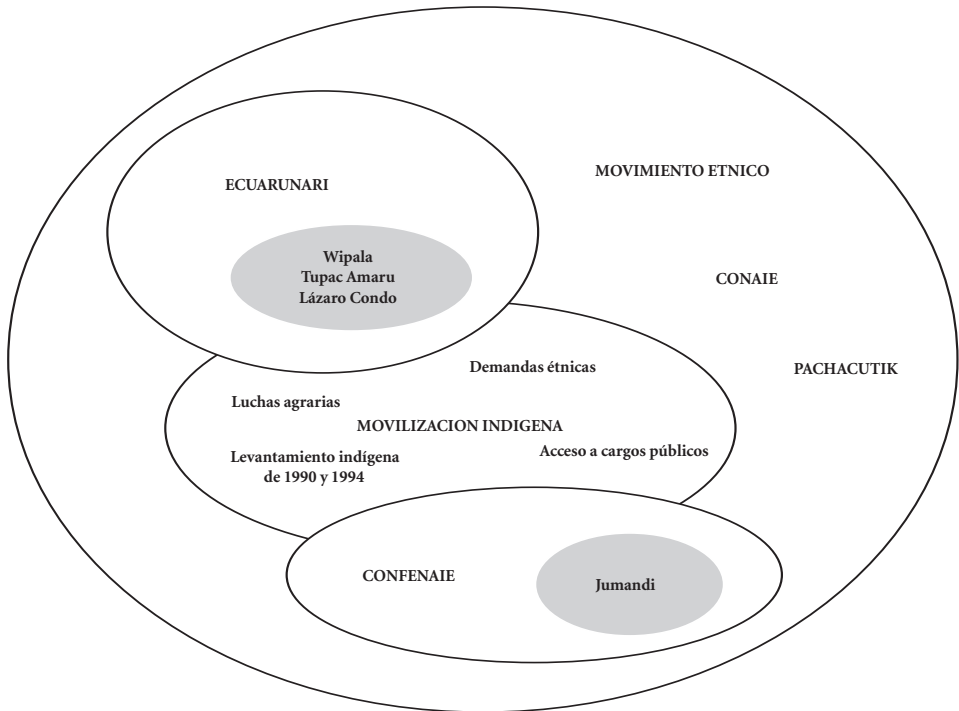 MOVIMIENTO ETNICO
ECUARUNARI
Wipala
Tupac Amaru
Lázaro Condo
CONAIE
PACHACUTIK
Demandas étnicas
Luchas agrarias
MOVILIZACION INDIGENA
Acceso a cargos públicos
Levantamiento indígena
de 1990 y 1994
CONFENAIE
Jumandi